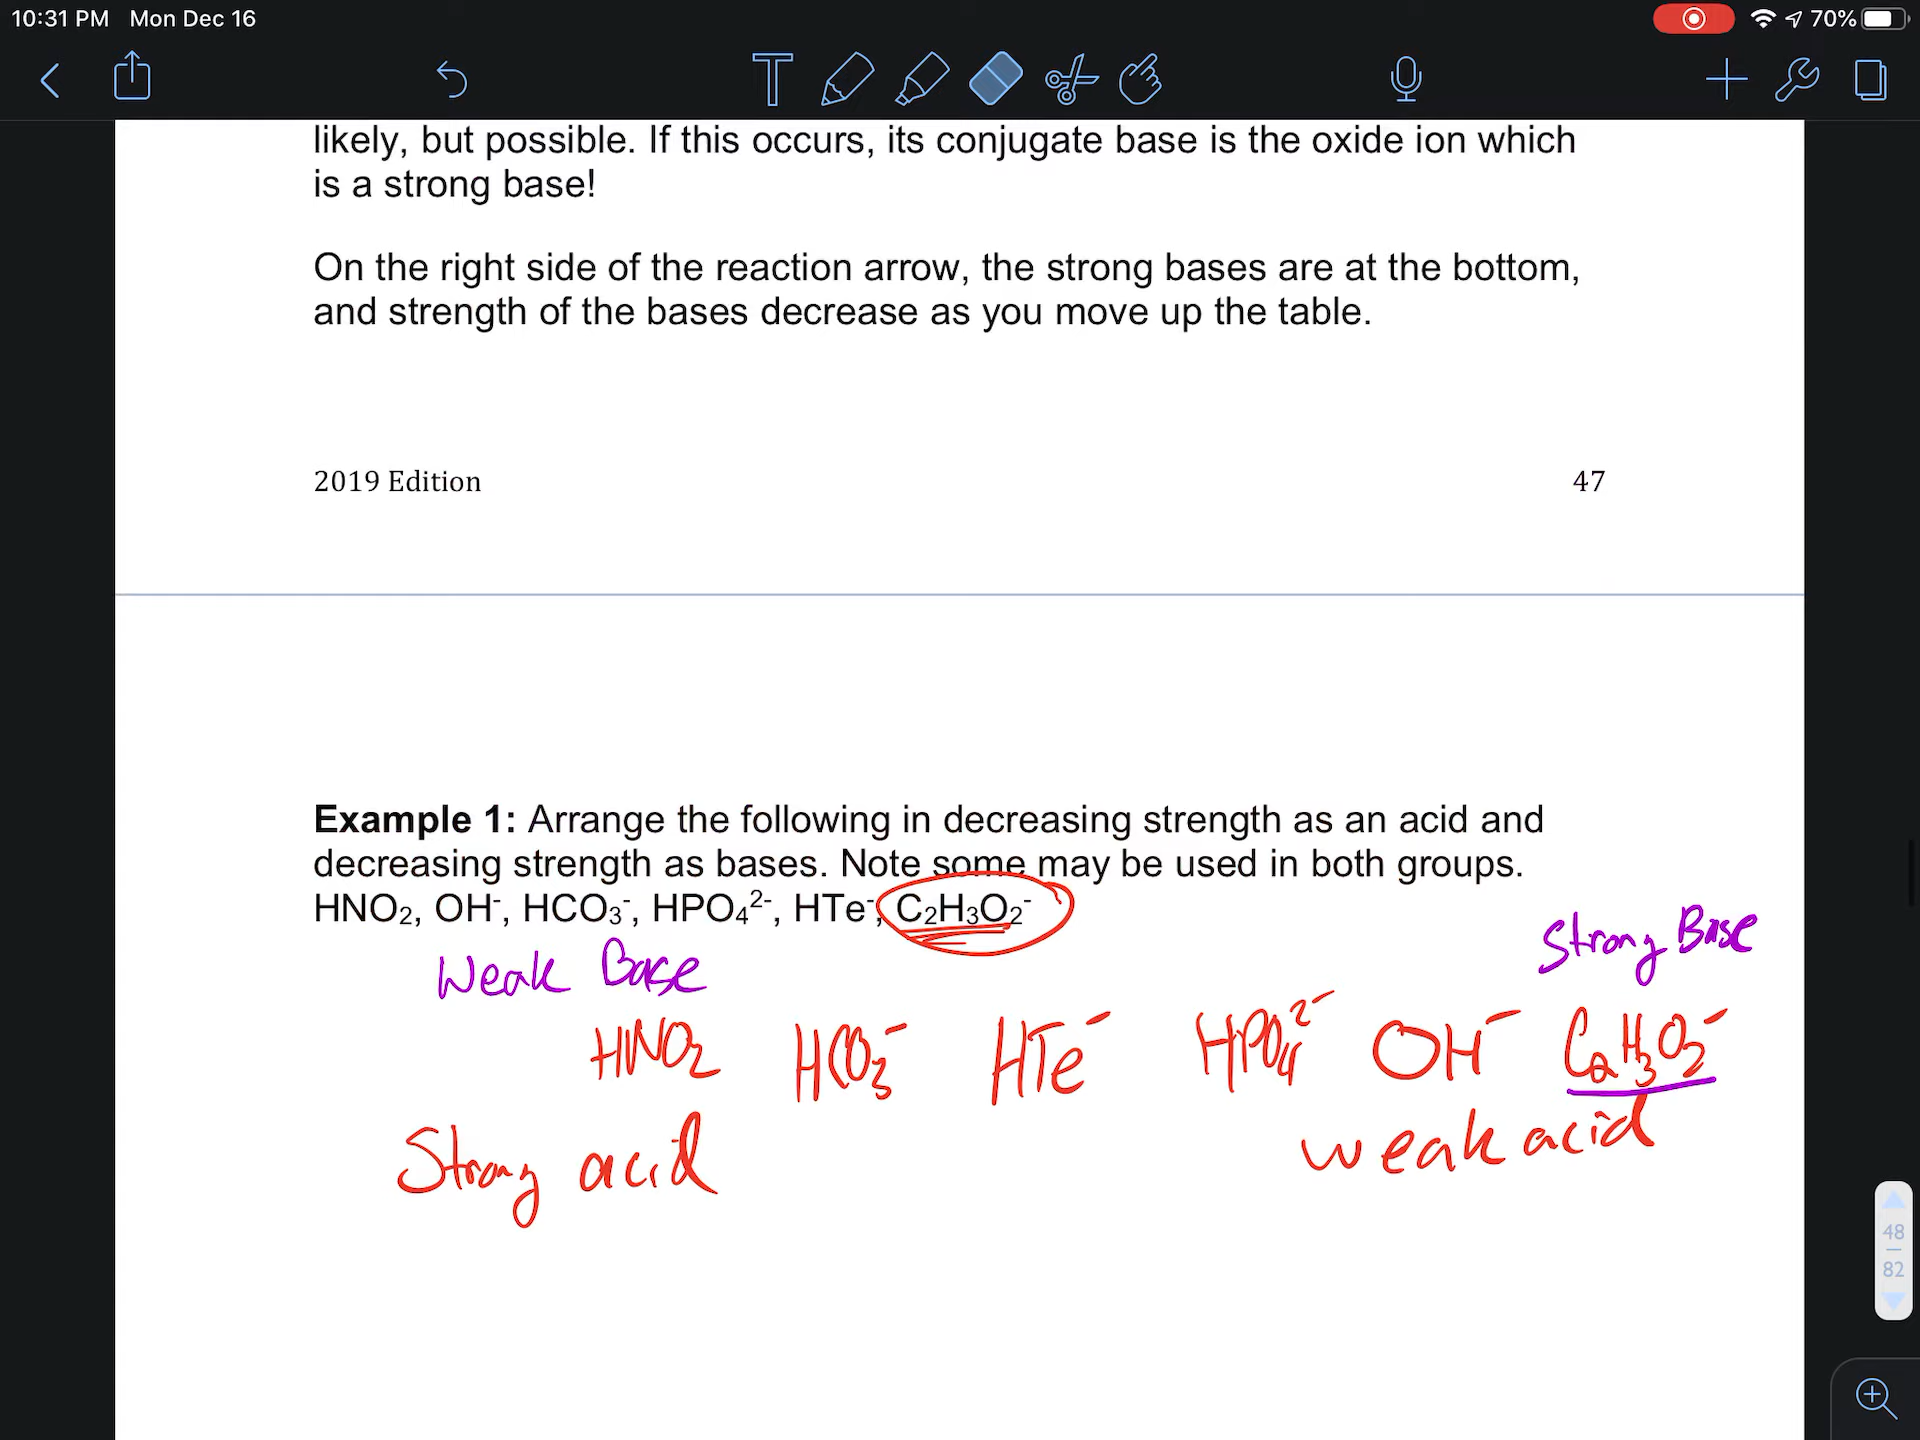 10:31 PM Mon Dec 16 70%
T
likely, but possible. If this occurs, its conjugate base is the oxide ion which
is a strong base!
On the right side of the reaction arrow, the strong bases are at the bottom,
and strength of the bases decrease as you move up the table.
2019 Edition 47
Example 1: Arrange the following in decreasing strength as an acid and
decreasing strength as bases. Note some may be used in both groups.
HNO₂, OH⁻, HCO₃⁻, HPO₄²⁻, HTe⁻, C₂H₃O₂⁻
Weak Base Strong Base
HNO₂ HCO₃⁻ HTe⁻ HPO₄²⁻ OH⁻ C₂H₃O₂⁻
Strong acid weak acid
48
82